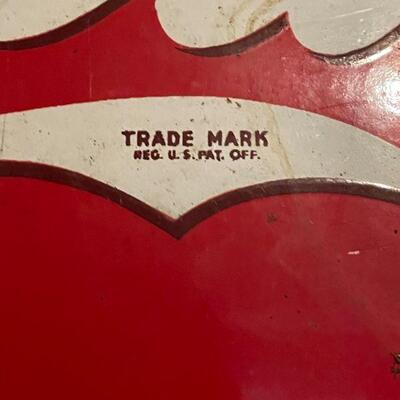 TRADE MARK
REG. U.S. PAT. OFF.